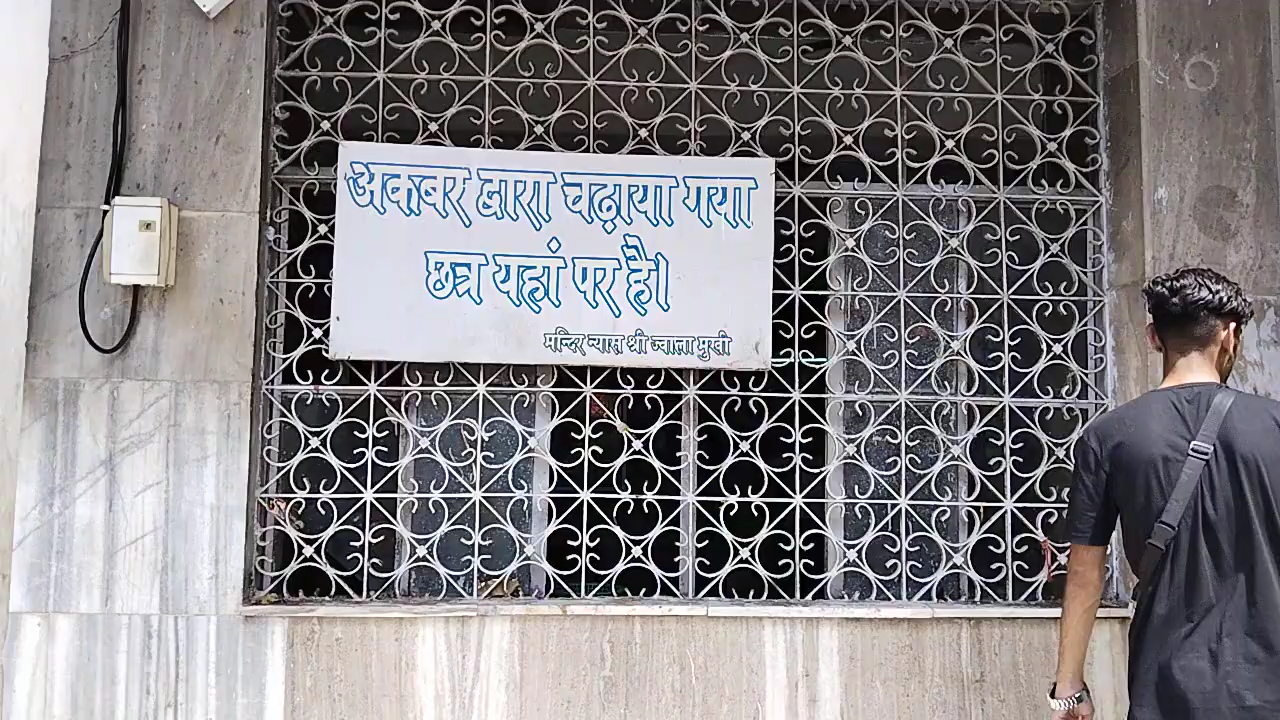 अकबर द्वारा चढ़ाया गया
छत्र यहां पर है।
मन्दिर न्यास श्री ज्वाला मुखी